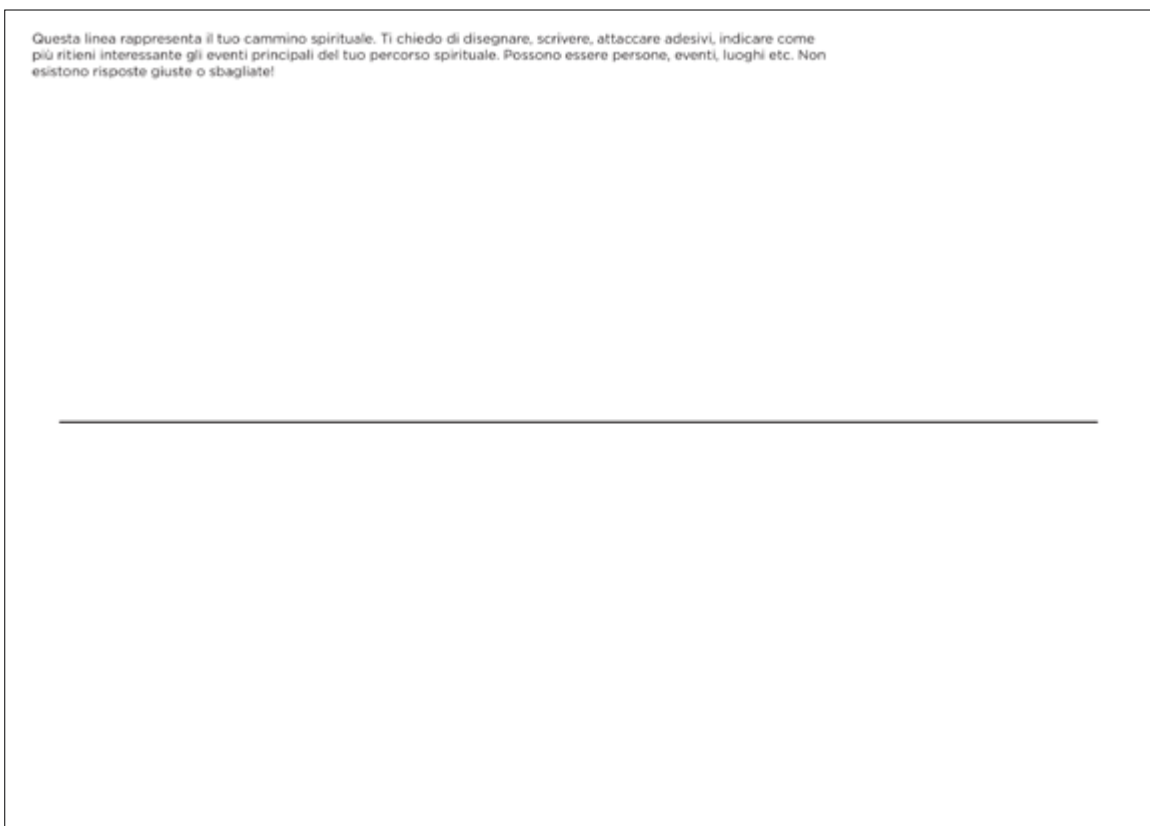 Questa linea rappresenta il tuo cammino spirituale. Ti chiedo di disegnare, scrivere, attaccare adesivi, indicare come
più ritieni interessante gli eventi principali del tuo percorso spirituale. Possono essere persone, eventi, luoghi etc. Non
esistono risposte giuste o sbagliate!